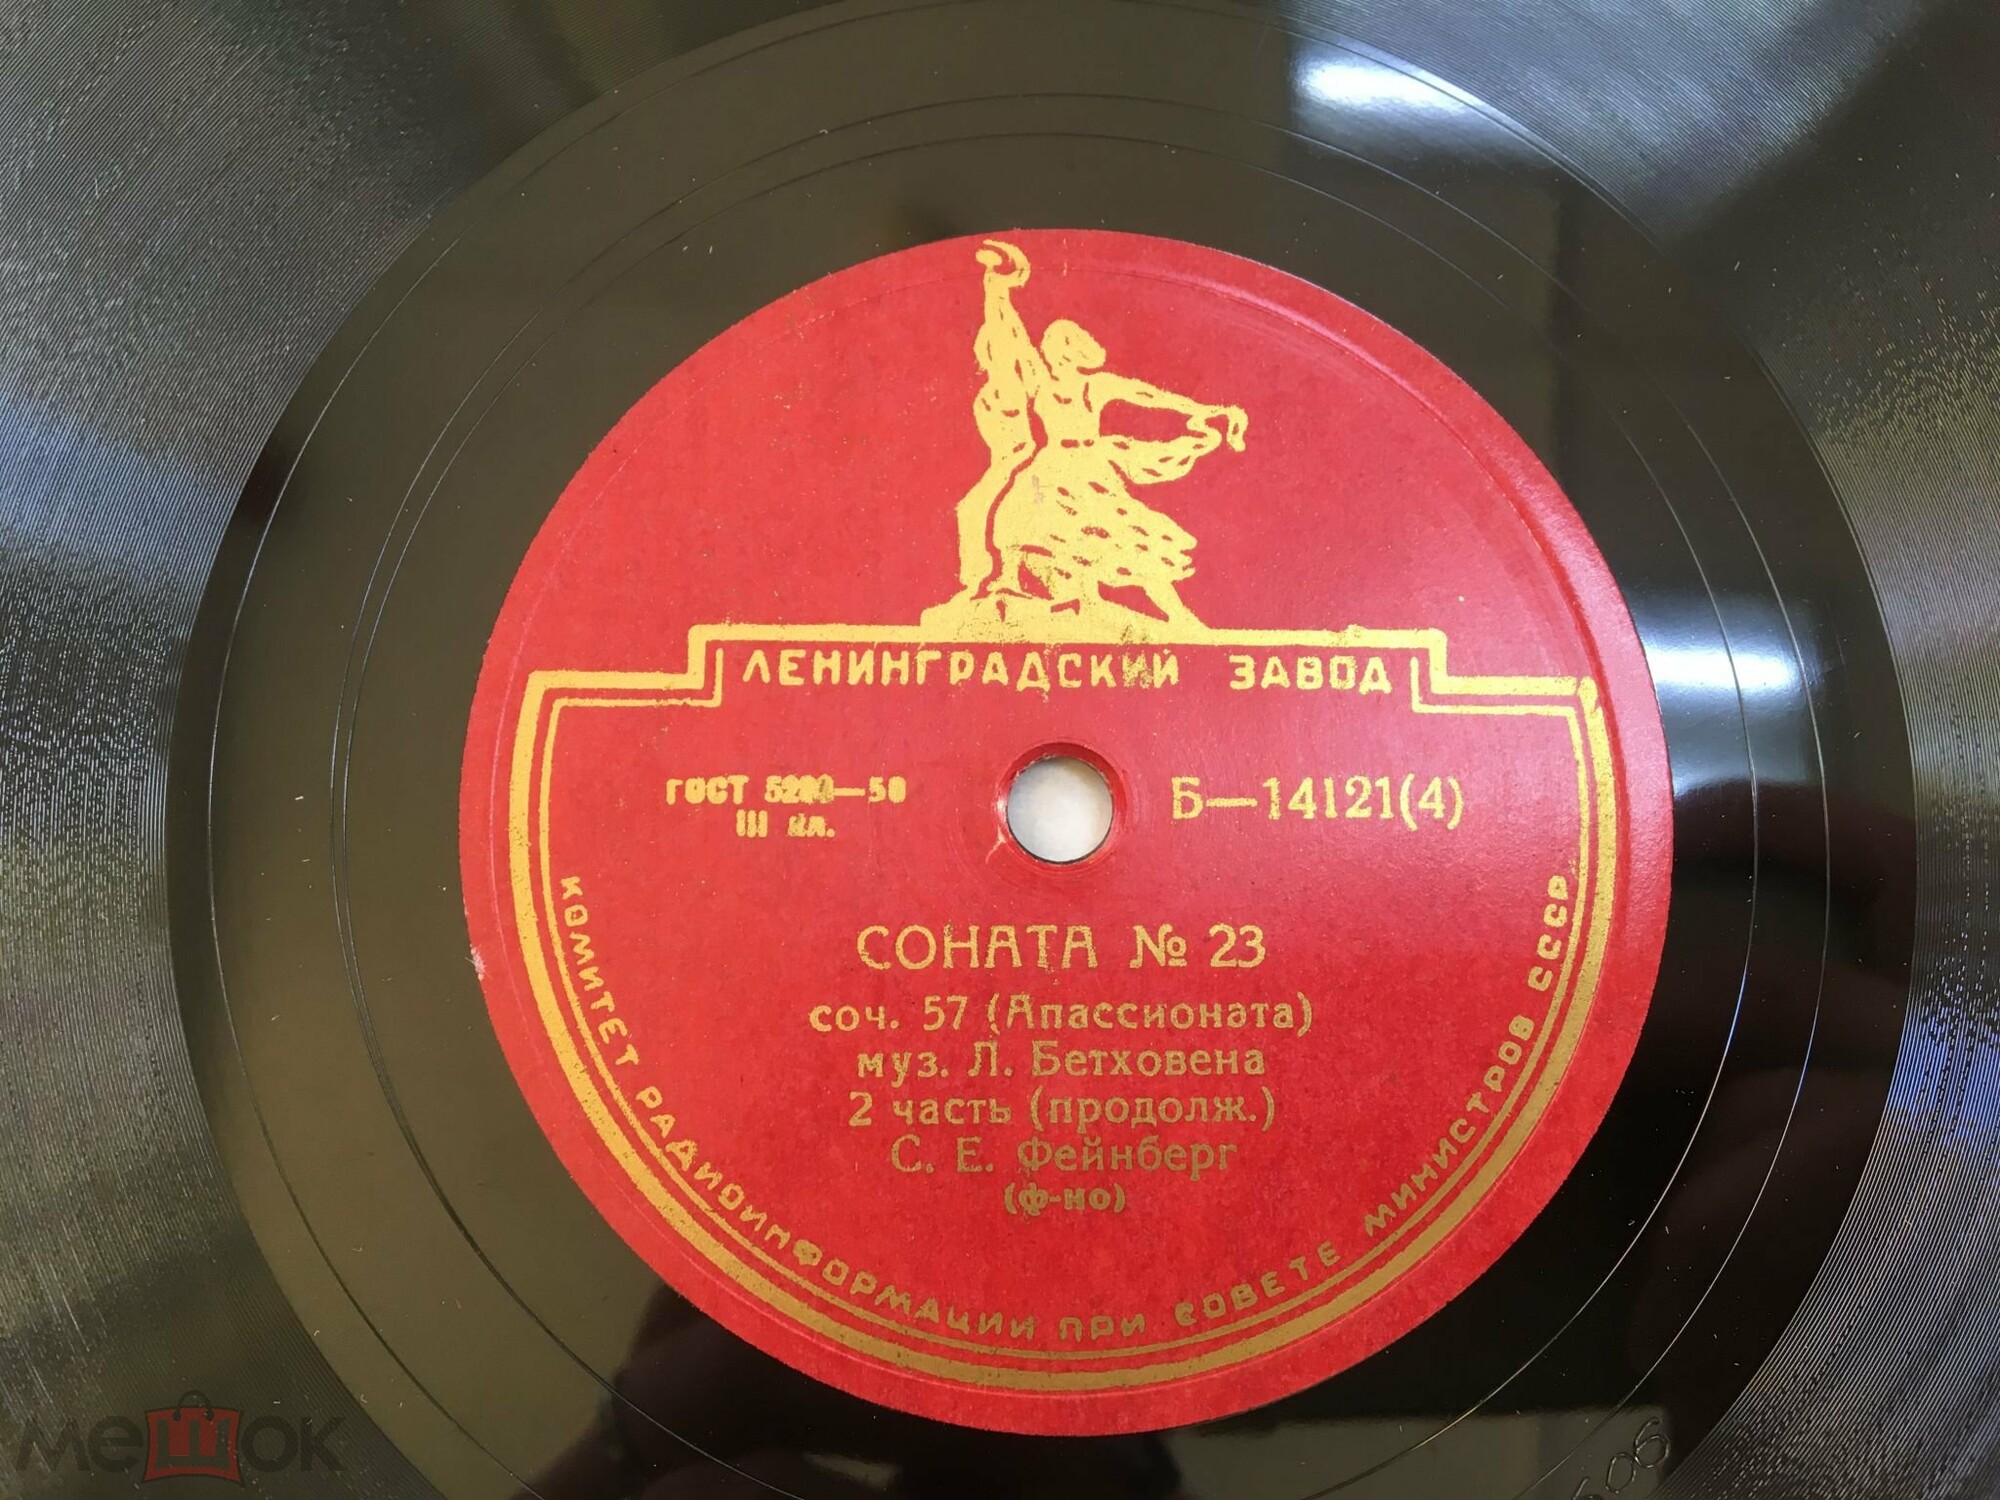 ЛЕНИНГРАДСКИЙ ЗАВОД
ГОСТ 5290—50
III кл.
Б—14121(4)
СОНАТА № 23
соч. 57 (Апассионата)
муз. Л. Бетховена
2 часть (продолж.)
С. Е. Фейнберг
(ф-но)
КОМИТЕТ РАДИОИНФОРМАЦИИ ПРИ СОВЕТЕ МИНИСТРОВ СССР
мешок